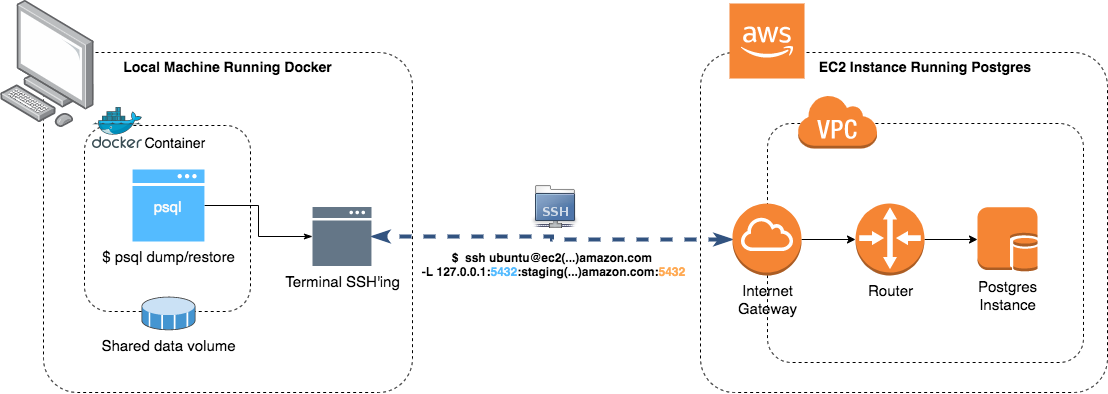 Local Machine Running Docker
docker Container
psql
$ psql dump/restore
Shared data volume
Terminal SSH'ing
SSH
$ ssh ubuntu@ec2(...)amazon.com
-L 127.0.0.1:5432:staging(...)amazon.com:5432
aws
EC2 Instance Running Postgres
VPC
Internet
Gateway
Router
Postgres
Instance